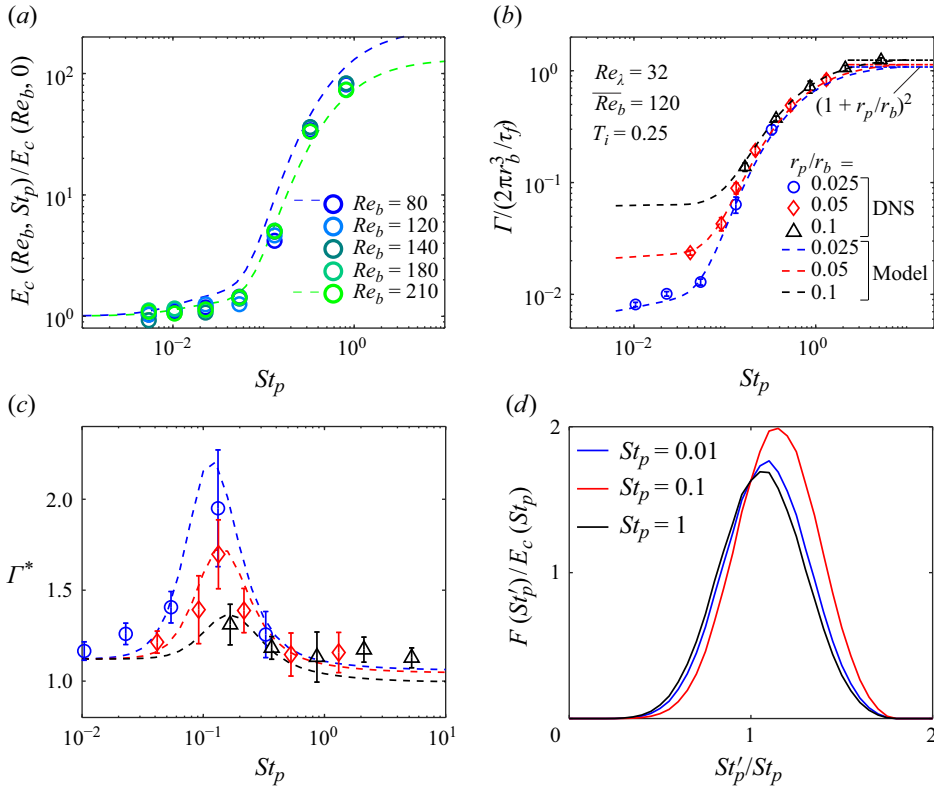 (a)
E_c (Re_b, St_p)/E_c (Re_b, 0)
10^2
10^1
10^0
10^−2
10^0
St_p
Re_b = 80
Re_b = 120
Re_b = 140
Re_b = 180
Re_b = 210
(b)
Γ/(2πr_b^3/τ_f)
10^0
10^−1
10^−2
10^−2
10^0
St_p
Re_λ = 32
\overline{Re}_b = 120
T_i = 0.25
(1 + r_p/r_b)^2
r_p/r_b =
0.025
0.05
0.1
DNS
0.025
0.05
0.1
Model
(c)
Γ*
2.0
1.5
1.0
10^−2
10^−1
10^0
10^1
St_p
(d)
F (St′_p)/E_c (St_p)
2
1
0
0
1
2
St′_p/St_p
St_p = 0.01
St_p = 0.1
St_p = 1